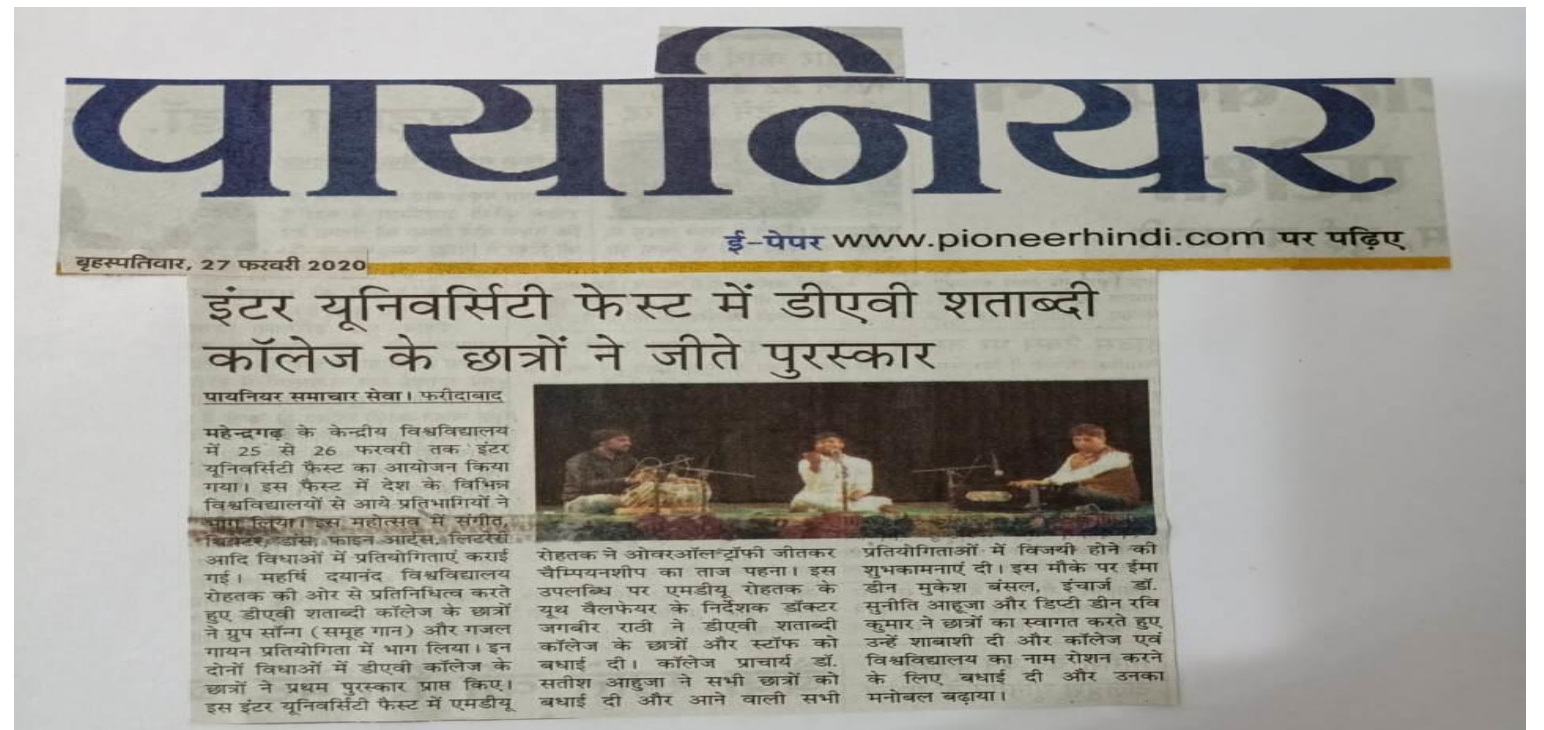 पायनियर
ई-पेपर www.pioneerhindi.com पर पढ़िए
बृहस्पतिवार, 27 फरवरी 2020
इंटर यूनिवर्सिटी फेस्ट में डीएवी शताब्दी
कॉलेज के छात्रों ने जीते पुरस्कार
पायनियर समाचार सेवा। फरीदाबाद
महेन्द्रगढ़ के केन्द्रीय विश्वविद्यालय
में 25 से 26 फरवरी तक इंटर
यूनिवर्सिटी फैस्ट का आयोजन किया
गया। इस फैस्ट में देश के विभिन्न
विश्वविद्यालयों से आये प्रतिभागियों ने
भाग लिया। इस महोत्सव में संगीत,
थियेटर, डांस, फाइन आर्ट्स, लिटरेरी
आदि विधाओं में प्रतियोगिताएं कराई
गई। महर्षि दयानंद विश्वविद्यालय
रोहतक की ओर से प्रतिनिधित्व करते
हुए डीएवी शताब्दी कॉलेज के छात्रों
ने ग्रुप सॉन्ग (समूह गान) और गजल
गायन प्रतियोगिता में भाग लिया। इन
दोनों विधाओं में डीएवी कॉलेज के
छात्रों ने प्रथम पुरस्कार प्राप्त किए।
इस इंटर यूनिवर्सिटी फैस्ट में एमडीयू
रोहतक ने ओवरऑल ट्रॉफी जीतकर
चैम्पियनशीप का ताज पहना। इस
उपलब्धि पर एमडीयू रोहतक के
यूथ वैलफेयर के निर्देशक डॉक्टर
जगबीर राठी ने डीएवी शताब्दी
कॉलेज के छात्रों और स्टॉफ को
बधाई दी। कॉलेज प्राचार्य डॉ.
सतीश आहुजा ने सभी छात्रों को
बधाई दी और आने वाली सभी
प्रतियोगिताओं में विजयी होने की
शुभकामनाएं दी। इस मौके पर ईमा
डीन मुकेश बंसल, इंचार्ज डॉ.
सुनीति आहूजा और डिप्टी डीन रवि
कुमार ने छात्रों का स्वागत करते हुए
उन्हें शाबाशी दी और कॉलेज एवं
विश्वविद्यालय का नाम रोशन करने
के लिए बधाई दी और उनका
मनोबल बढ़ाया।